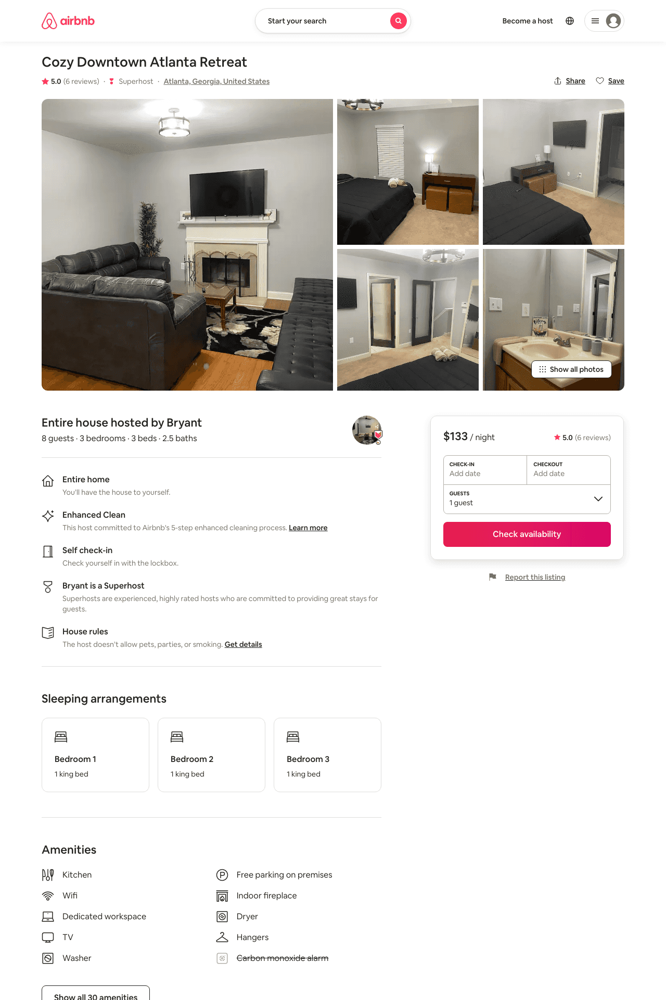 airbnb
Start your search
Become a host
Cozy Downtown Atlanta Retreat
5.0 (6 reviews) · Superhost · Atlanta, Georgia, United States
Share
Save
Show all photos
Entire house hosted by Bryant
8 guests · 3 bedrooms · 3 beds · 2.5 baths
Entire home
You’ll have the house to yourself.
Enhanced Clean
This host committed to Airbnb's 5-step enhanced cleaning process. Learn more
Self check-in
Check yourself in with the lockbox.
Bryant is a Superhost
Superhosts are experienced, highly rated hosts who are committed to providing great stays for
guests.
House rules
The host doesn’t allow pets, parties, or smoking. Get details
$133 / night
5.0 (6 reviews)
CHECK-IN
Add date
CHECKOUT
Add date
GUESTS
1 guest
Check availability
Report this listing
Sleeping arrangements
Bedroom 1
1 king bed
Bedroom 2
1 king bed
Bedroom 3
1 king bed
Amenities
Kitchen
Free parking on premises
Wifi
Indoor fireplace
Dedicated workspace
Dryer
TV
Hangers
Washer
Carbon monoxide alarm
Show all 30 amenities